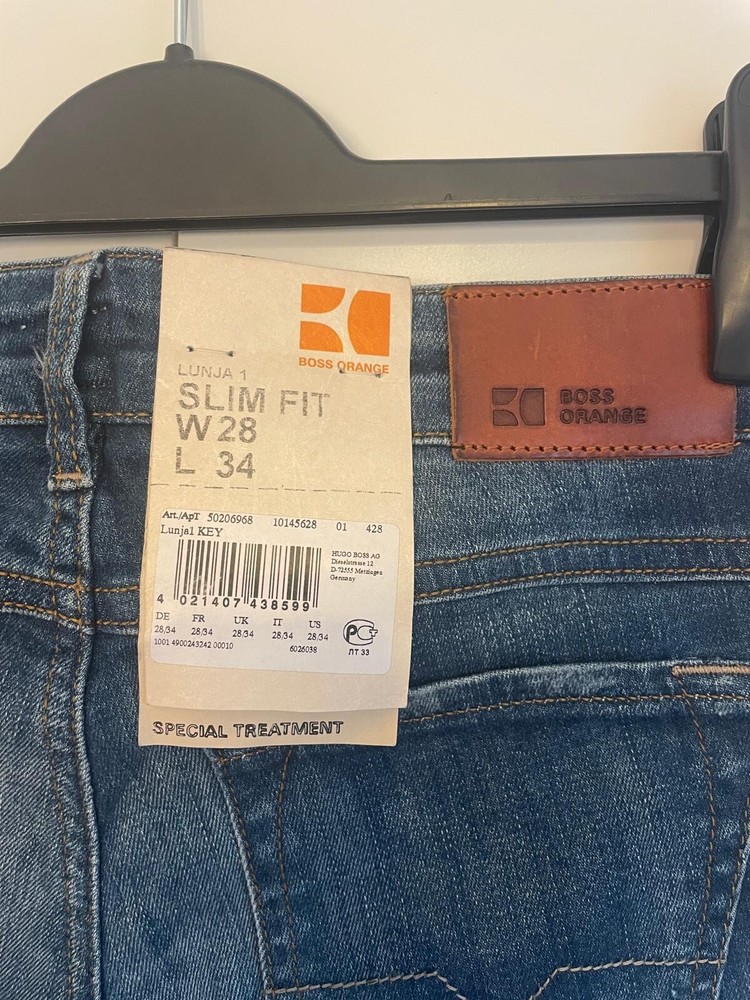 BOSS ORANGE
LUNJA 1
SLIM FIT
W 28
L 34
BOSS
ORANGE
Art./ApT 50206968 10145628 01 428
Lunja1 KEY
HUGO BOSS AG
Dieselstrasse 12
D-72555 Metzingen
Germany
4 021407 438599
DE FR UK IT US
28/34 28/34 28/34 28/34 28/34
1001 4900243242 00010 6026038
ЛТ 33
SPECIAL TREATMENT